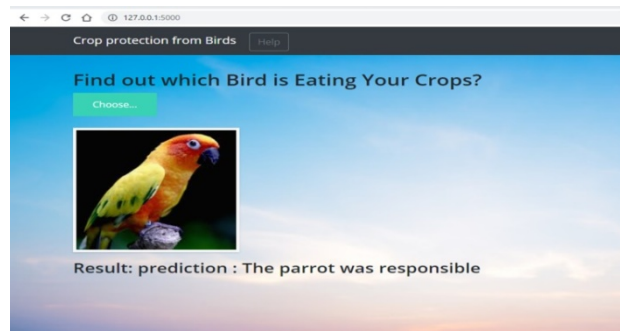 127.0.0.1:5000
Crop protection from Birds Help
Find out which Bird is Eating Your Crops?
Choose...
Result: prediction : The parrot was responsible